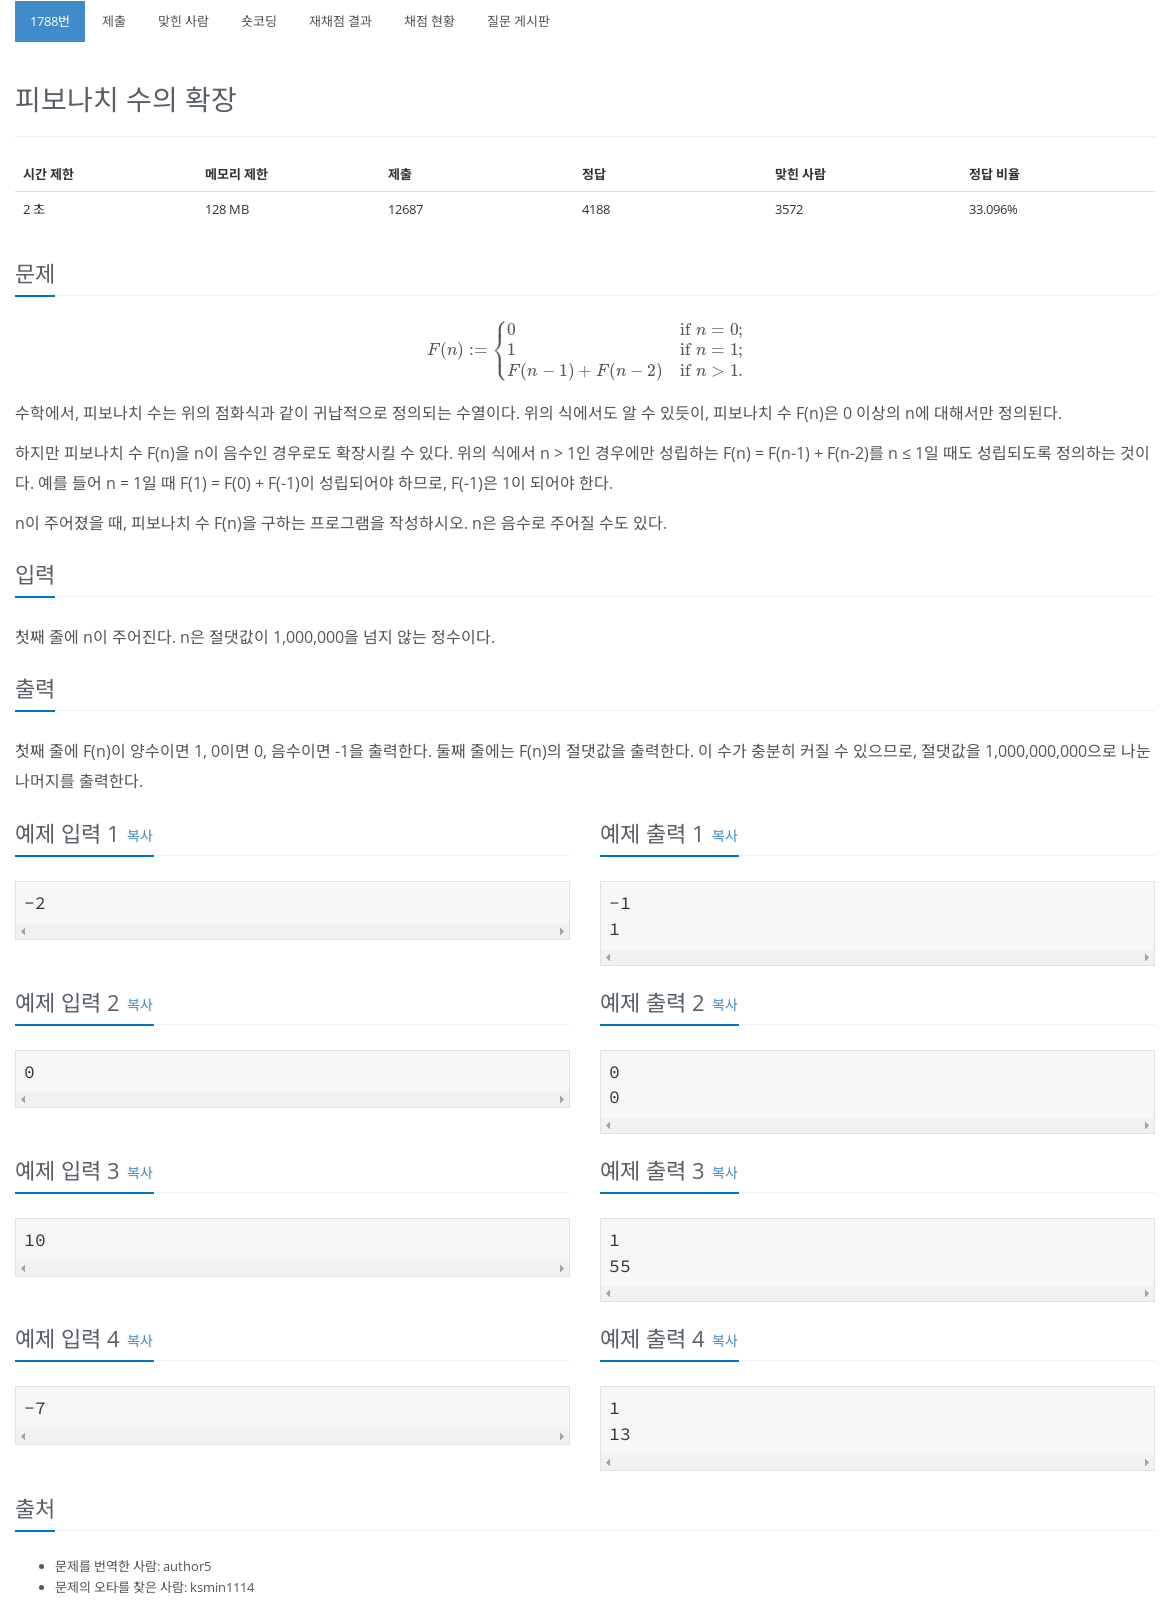 1788번 제출 맞힌 사람 숏코딩 재채점 결과 채점 현황 질문 게시판
피보나치 수의 확장
시간 제한 메모리 제한 제출 정답 맞힌 사람 정답 비율
2 초 128 MB 12687 4188 3572 33.096%
문제
F(n) := { 0 if n = 0;
1 if n = 1;
F(n − 1) + F(n − 2) if n > 1.
수학에서, 피보나치 수는 위의 점화식과 같이 귀납적으로 정의되는 수열이다. 위의 식에서도 알 수 있듯이, 피보나치 수 F(n)은 0 이상의 n에 대해서만 정의된다.
하지만 피보나치 수 F(n)을 n이 음수인 경우로도 확장시킬 수 있다. 위의 식에서 n > 1인 경우에만 성립하는 F(n) = F(n-1) + F(n-2)를 n ≤ 1일 때도 성립되도록 정의하는 것이
다. 예를 들어 n = 1일 때 F(1) = F(0) + F(-1)이 성립되어야 하므로, F(-1)은 1이 되어야 한다.
n이 주어졌을 때, 피보나치 수 F(n)을 구하는 프로그램을 작성하시오. n은 음수로 주어질 수도 있다.
입력
첫째 줄에 n이 주어진다. n은 절댓값이 1,000,000을 넘지 않는 정수이다.
출력
첫째 줄에 F(n)이 양수이면 1, 0이면 0, 음수이면 -1을 출력한다. 둘째 줄에는 F(n)의 절댓값을 출력한다. 이 수가 충분히 커질 수 있으므로, 절댓값을 1,000,000,000으로 나눈
나머지를 출력한다.
예제 입력 1 복사
-2
예제 출력 1 복사
-1
1
예제 입력 2 복사
0
예제 출력 2 복사
0
0
예제 입력 3 복사
10
예제 출력 3 복사
1
55
예제 입력 4 복사
-7
예제 출력 4 복사
1
13
출처
문제를 번역한 사람: author5
문제의 오타를 찾은 사람: ksmin1114